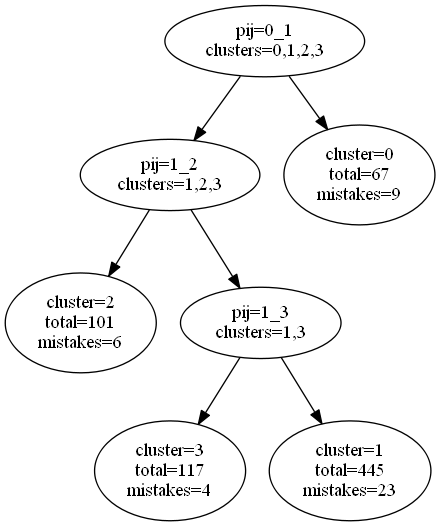 pij=0_1
clusters=0,1,2,3
pij=1_2
clusters=1,2,3
cluster=0
total=67
mistakes=9
cluster=2
total=101
mistakes=6
pij=1_3
clusters=1,3
cluster=3
total=117
mistakes=4
cluster=1
total=445
mistakes=23